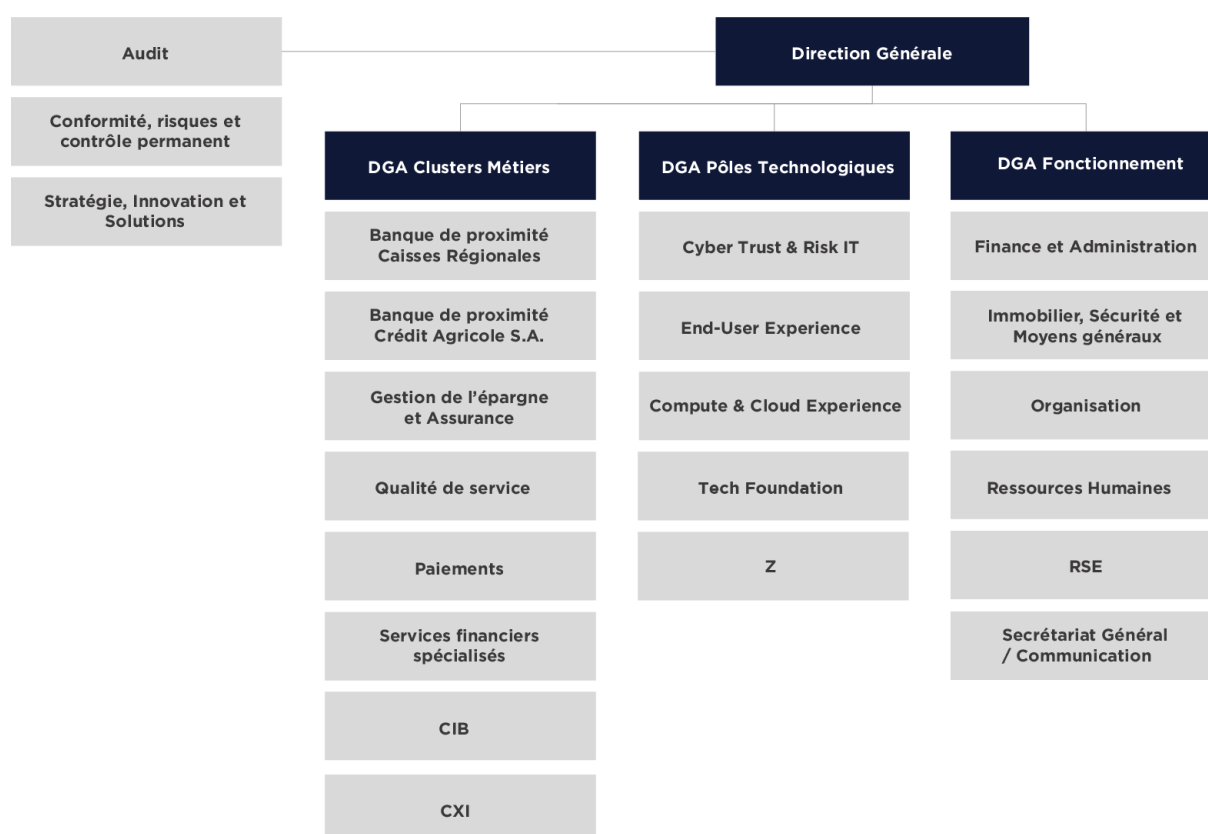 Audit
Direction Générale
Conformité, risques et
contrôle permanent
Stratégie, Innovation et
Solutions
DGA Clusters Métiers
Banque de proximité
Caisses Régionales
Banque de proximité
Crédit Agricole S.A.
Gestion de l'épargne
et Assurance
Qualité de service
Paiements
Services financiers
spécialisés
CIB
CXI
DGA Pôles Technologiques
Cyber Trust & Risk IT
End-User Experience
Compute & Cloud Experience
Tech Foundation
Z
DGA Fonctionnement
Finance et Administration
Immobilier, Sécurité et
Moyens généraux
Organisation
Ressources Humaines
RSE
Secrétariat Général
/ Communication